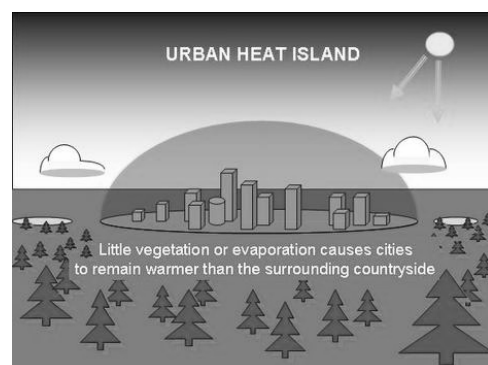 URBAN HEAT ISLAND
Little vegetation or evaporation causes cities
to remain warmer than the surrounding countryside